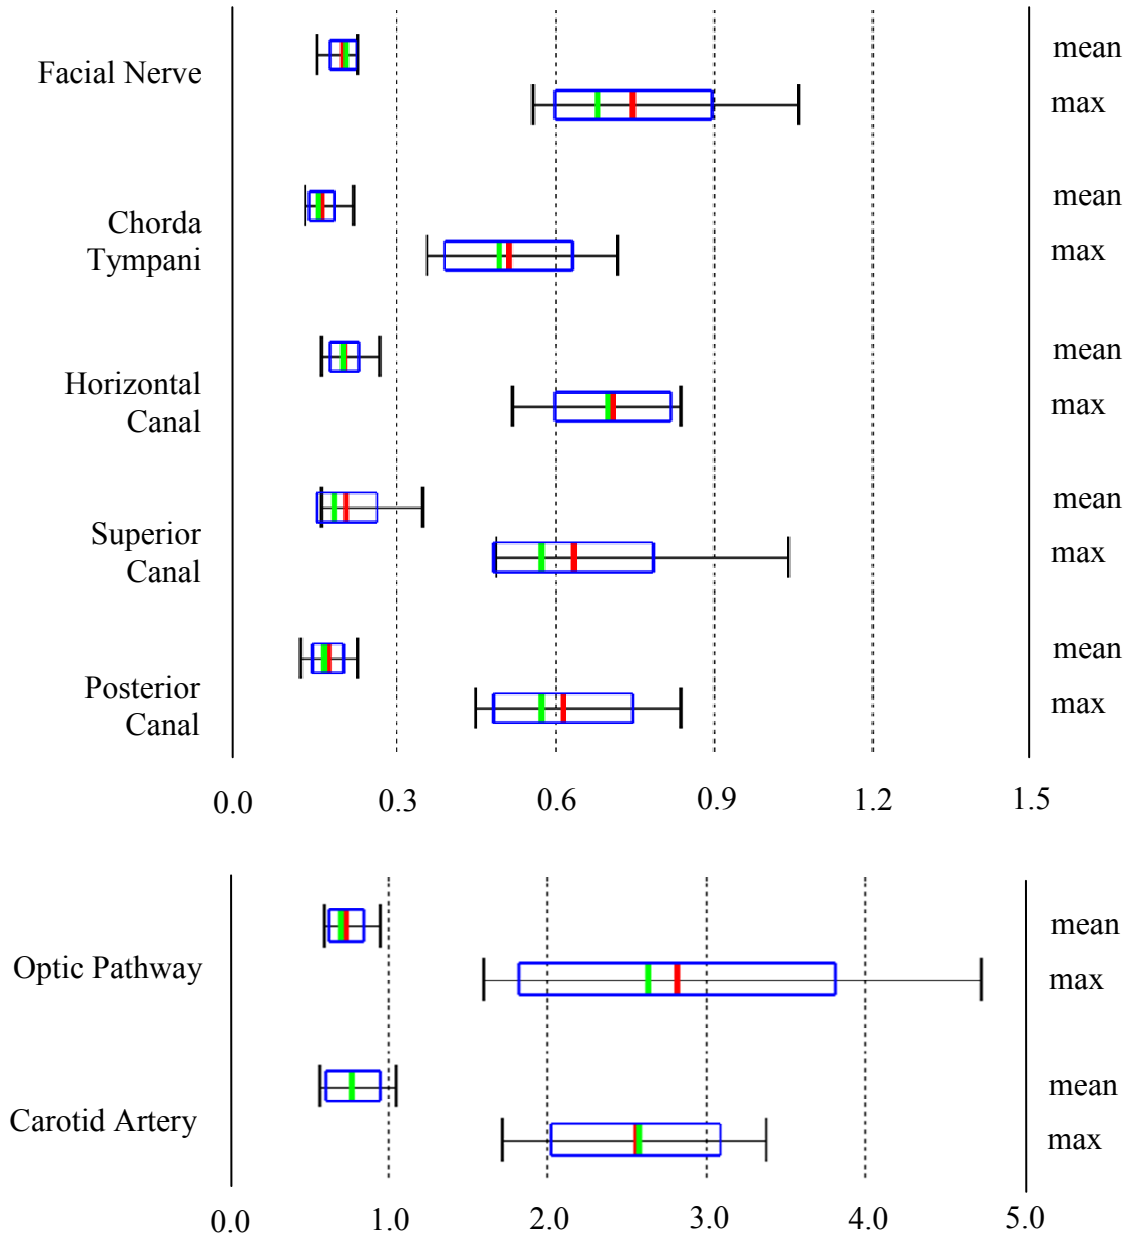 mean
Facial Nerve
max
mean
Chorda
Tympani
max
mean
Horizontal
Canal
max
mean
Superior
Canal
max
mean
Posterior
Canal
max
0.0 0.3 0.6 0.9 1.2 1.5
mean
Optic Pathway
max
mean
Carotid Artery
max
0.0 1.0 2.0 3.0 4.0 5.0